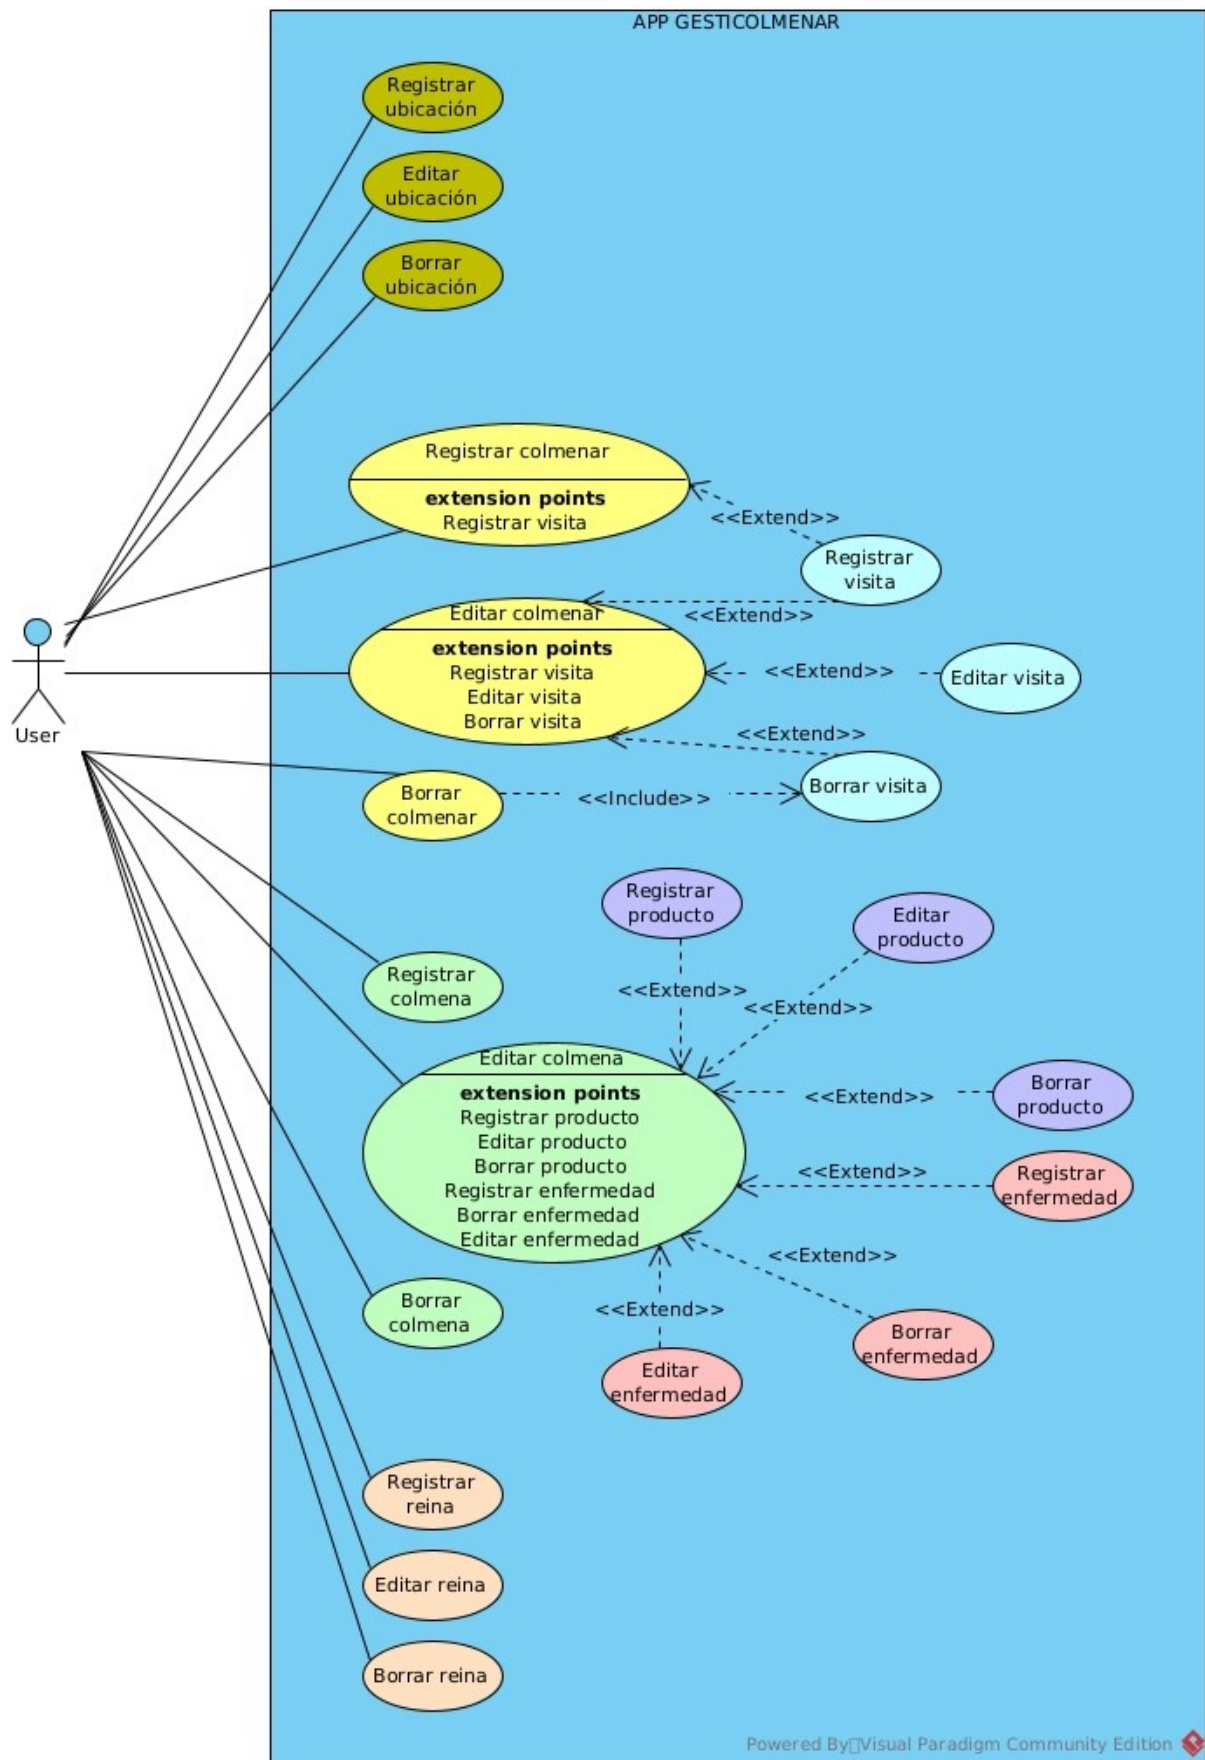 APP GESTICOLMENAR
Registrar
ubicación
Editar
ubicación
Borrar
ubicación
Registrar colmenar
extension points
Registrar visita
<<Extend>>
Registrar
visita
<<Extend>>
Editar colmenar
extension points
Registrar visita
Editar visita
Borrar visita
<<Extend>>
Editar visita
User
<<Extend>>
Borrar visita
Borrar
colmenar
<<Include>>
Registrar
producto
Editar
producto
Registrar
colmena
<<Extend>>
<<Extend>>
Editar colmena
extension points
Registrar producto
Editar producto
Borrar producto
Registrar enfermedad
Borrar enfermedad
Editar enfermedad
<<Extend>>
Borrar
producto
<<Extend>>
Registrar
enfermedad
<<Extend>>
<<Extend>>
Borrar
colmena
Borrar
enfermedad
Editar
enfermedad
Registrar
reina
Editar reina
Borrar reina
Powered By Visual Paradigm Community Edition